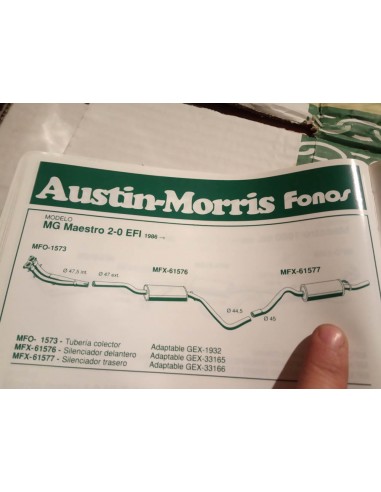 Austin-Morris Fonos
MODELO
MG Maestro 2-0 EFI 1986 →
MFO-1573
Ø 47,5 int.
Ø 47 ext.
MFX-61576
MFX-61577
Ø 44,5
Ø 45
MFO- 1573 - Tubería colector Adaptable GEX-1932
MFX-61576 - Silenciador delantero Adaptable GEX-33165
MFX-61577 - Silenciador trasero Adaptable GEX-33166